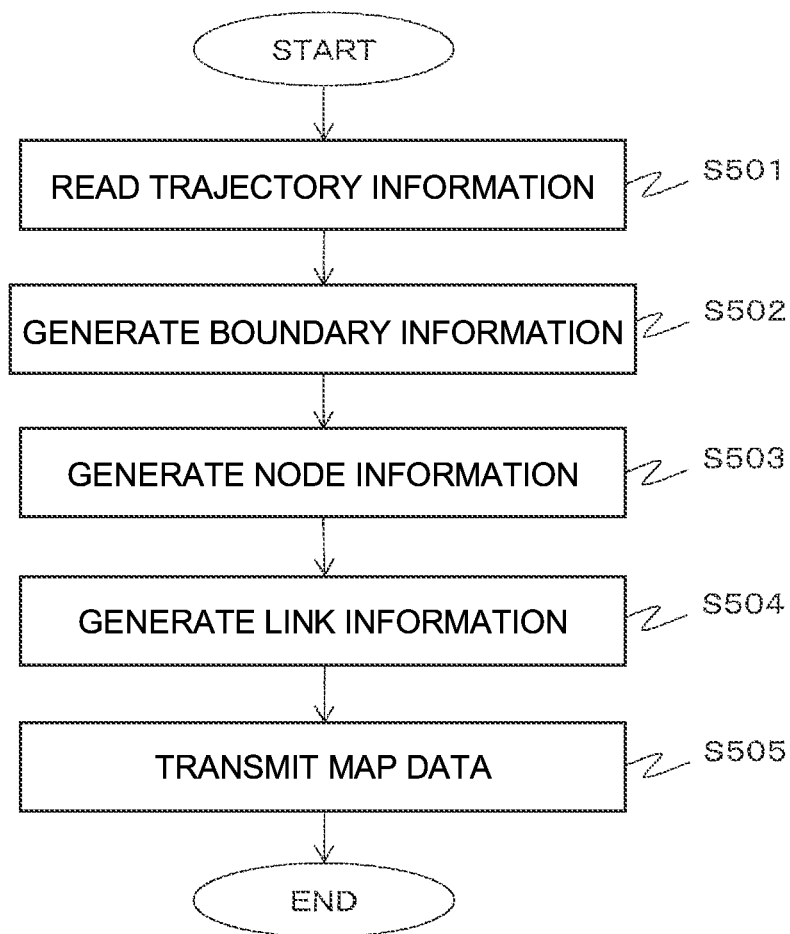 START
READ TRAJECTORY INFORMATION
S501
GENERATE BOUNDARY INFORMATION
S502
GENERATE NODE INFORMATION
S503
GENERATE LINK INFORMATION
S504
TRANSMIT MAP DATA
S505
END